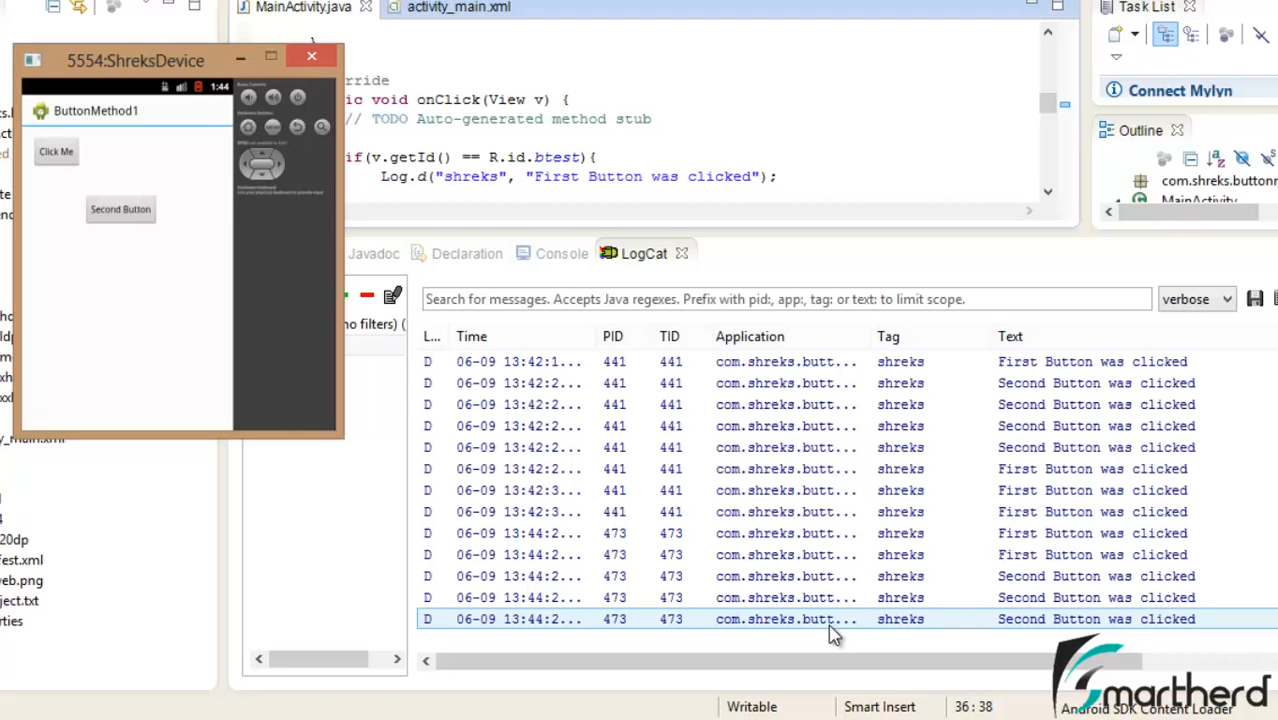 MainActivity.java
activity_main.xml
Task List
5554:ShreksDevice
1:44
ButtonMethod1
Click Me
Second Button
}
ride
ic void onClick(View v) {
// TODO Auto-generated method stub
if(v.getId() == R.id.btest){
Log.d("shreks", "First Button was clicked");
Connect Mylyn
Outline
com.shreks.buttonr
MainActivity
Javadoc
Declaration
Console
LogCat
no filters) (
Search for messages. Accepts Java regexes. Prefix with pid:, app:, tag: or text: to limit scope.
verbose
L... Time PID TID Application Tag Text
D 06-09 13:42:1... 441 441 com.shreks.butt... shreks First Button was clicked
D 06-09 13:42:2... 441 441 com.shreks.butt... shreks Second Button was clicked
D 06-09 13:42:2... 441 441 com.shreks.butt... shreks Second Button was clicked
D 06-09 13:42:2... 441 441 com.shreks.butt... shreks Second Button was clicked
D 06-09 13:42:2... 441 441 com.shreks.butt... shreks Second Button was clicked
D 06-09 13:42:2... 441 441 com.shreks.butt... shreks First Button was clicked
D 06-09 13:42:3... 441 441 com.shreks.butt... shreks First Button was clicked
D 06-09 13:42:3... 441 441 com.shreks.butt... shreks First Button was clicked
D 06-09 13:44:2... 473 473 com.shreks.butt... shreks First Button was clicked
D 06-09 13:44:2... 473 473 com.shreks.butt... shreks First Button was clicked
D 06-09 13:44:2... 473 473 com.shreks.butt... shreks Second Button was clicked
D 06-09 13:44:2... 473 473 com.shreks.butt... shreks Second Button was clicked
D 06-09 13:44:2... 473 473 com.shreks.butt... shreks Second Button was clicked
y_main.xml
20dp
fest.xml
web.png
ject.txt
rties
Smartherd
Writable
Smart Insert
36 : 38
Android SDK Content Loader